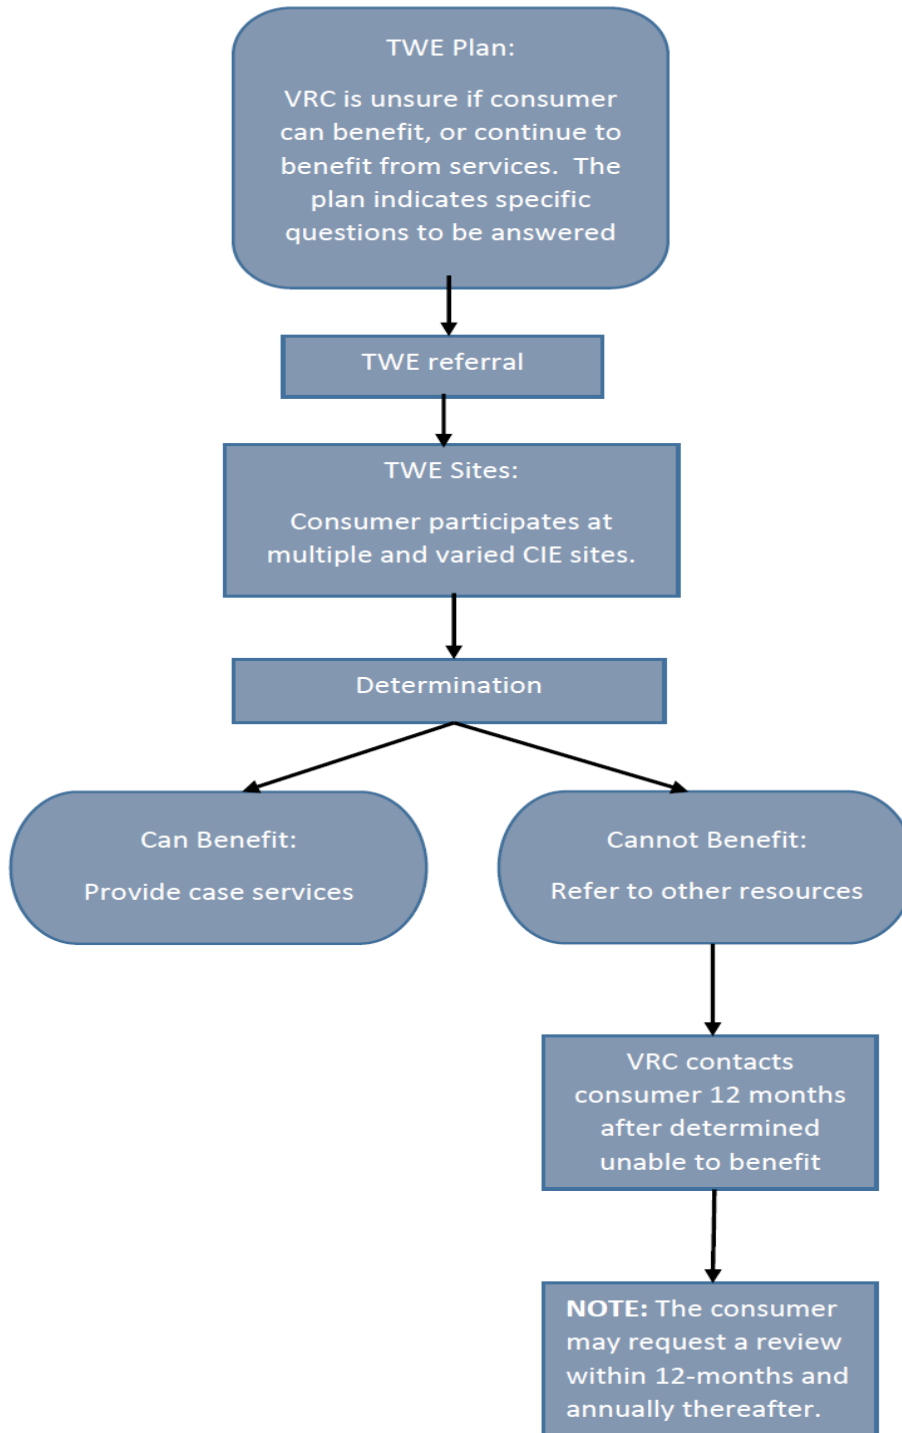 TWE Plan:
VRC is unsure if consumer
can benefit, or continue to
benefit from services.  The
plan indicates specific
questions to be answered
TWE referral
TWE Sites:
Consumer participates at
multiple and varied CIE sites.
Determination
Can Benefit:
Provide case services
Cannot Benefit:
Refer to other resources
VRC contacts
consumer 12 months
after determined
unable to benefit
NOTE: The consumer
may request a review
within 12-months and
annually thereafter.